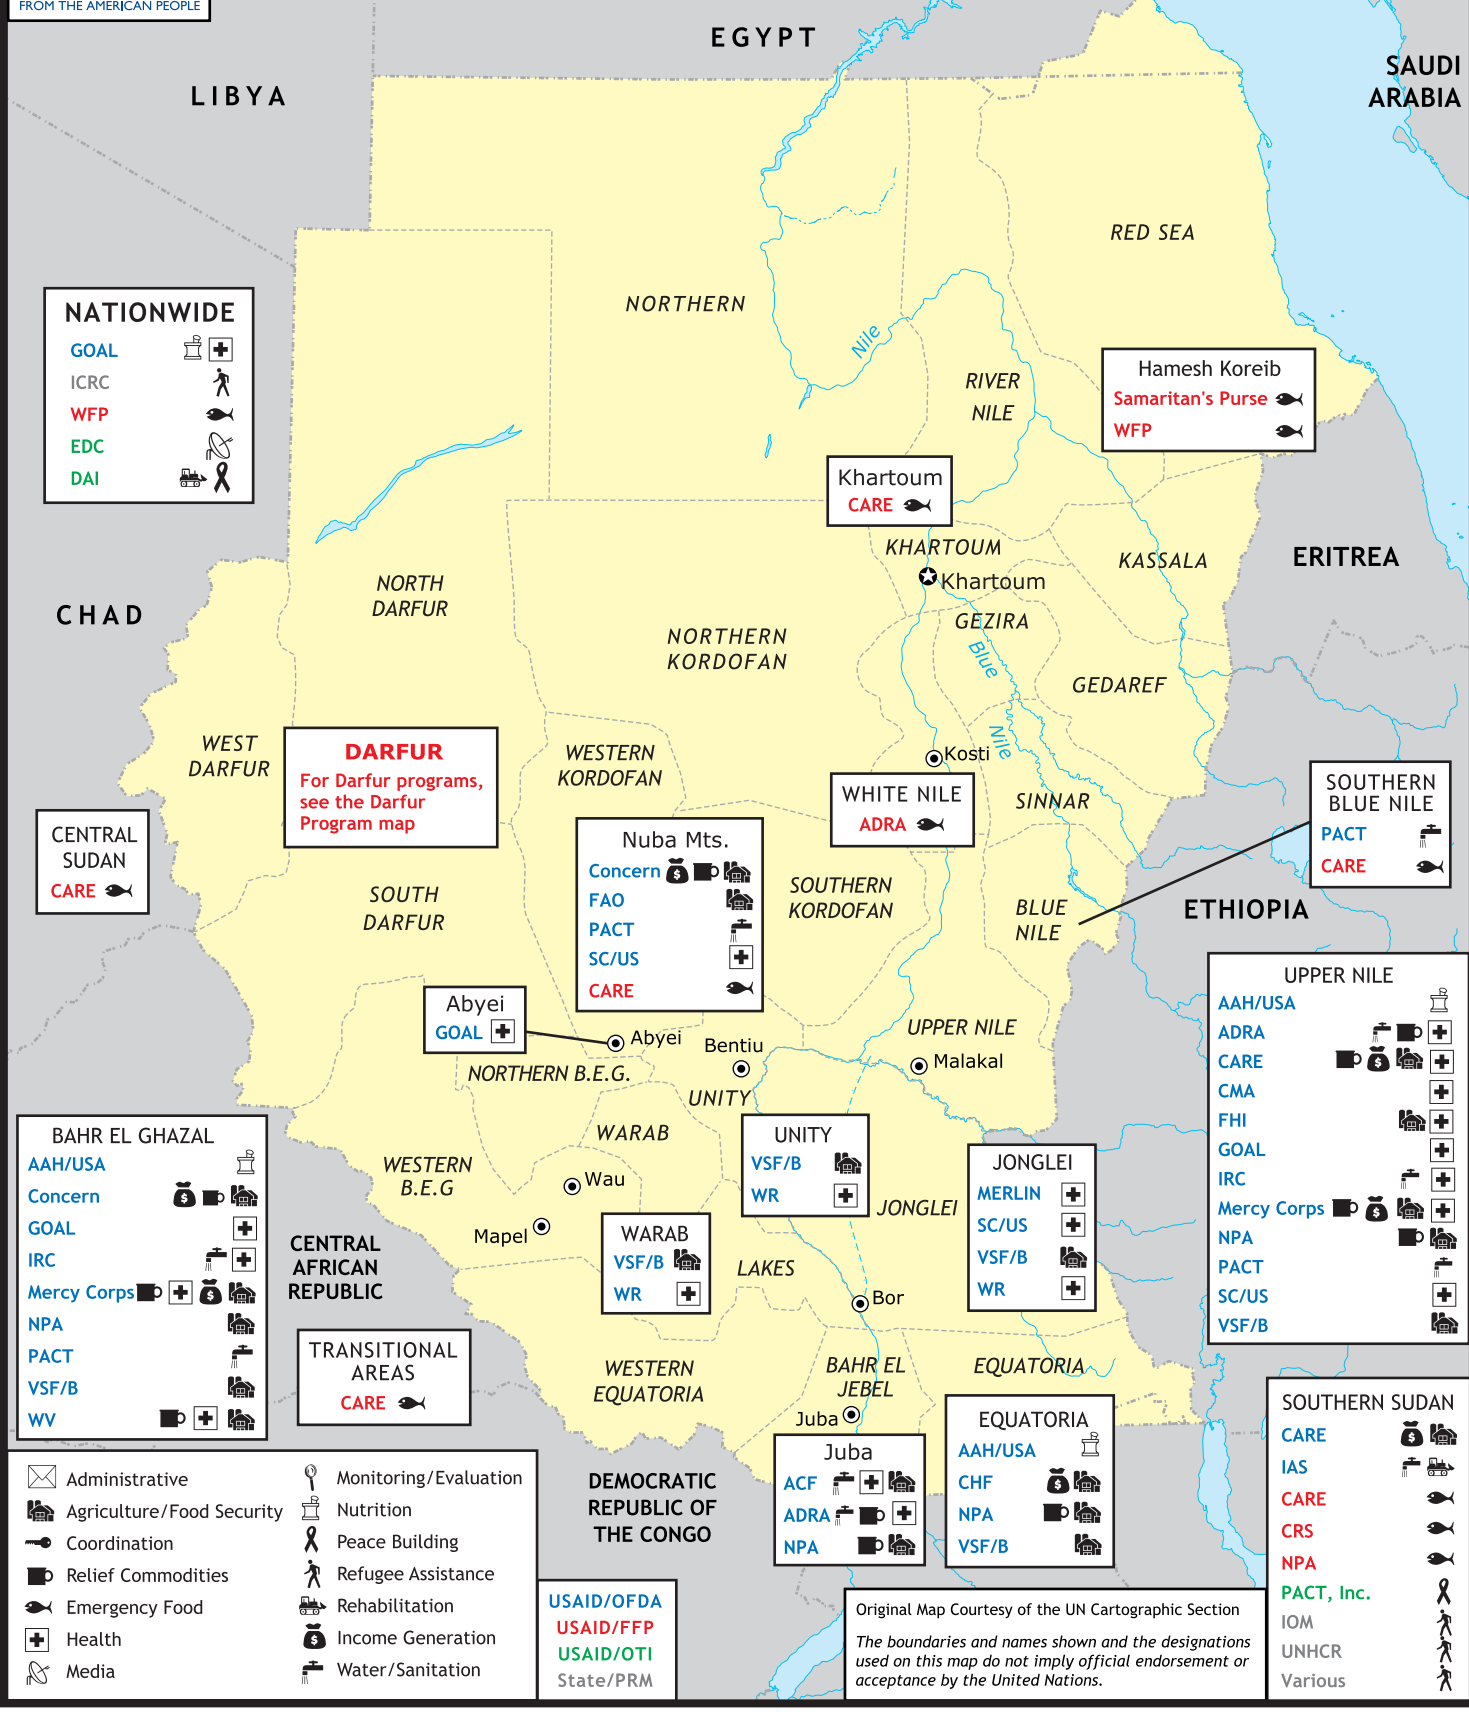 FROM THE AMERICAN PEOPLE
EGYPT
LIBYA
SAUDI
ARABIA
RED SEA
NORTHERN
Nile
RIVER
NILE
NATIONWIDE
GOAL
ICRC
WFP
EDC
DAI
Hamesh Koreib
Samaritan's Purse
WFP
Khartoum
CARE
KHARTOUM
Khartoum
KASSALA
ERITREA
CHAD
NORTH
DARFUR
NORTHERN
KORDOFAN
GEZIRA
Blue
Nile
GEDAREF
WEST
DARFUR
DARFUR
For Darfur programs,
see the Darfur
Program map
WESTERN
KORDOFAN
Kosti
WHITE NILE
ADRA
SINNAR
SOUTHERN
BLUE NILE
PACT
CARE
CENTRAL
SUDAN
CARE
Nuba Mts.
Concern
FAO
PACT
SC/US
CARE
SOUTH
DARFUR
SOUTHERN
KORDOFAN
BLUE
NILE
ETHIOPIA
Abyei
GOAL
Abyei
Bentiu
UPPER NILE
Malakal
NORTHERN B.E.G.
UNITY
UPPER NILE
AAH/USA
ADRA
CARE
CMA
FHI
GOAL
IRC
Mercy Corps
NPA
PACT
SC/US
VSF/B
BAHR EL GHAZAL
AAH/USA
Concern
GOAL
IRC
Mercy Corps
NPA
PACT
VSF/B
WV
WARAB
WESTERN
B.E.G
Wau
Mapel
UNITY
VSF/B
WR
JONGLEI
JONGLEI
MERLIN
SC/US
VSF/B
WR
WARAB
VSF/B
WR
LAKES
Bor
CENTRAL
AFRICAN
REPUBLIC
TRANSITIONAL
AREAS
CARE
WESTERN
EQUATORIA
BAHR EL
JEBEL
EQUATORIA
Juba
Juba
ACF
ADRA
NPA
EQUATORIA
AAH/USA
CHF
NPA
VSF/B
SOUTHERN SUDAN
CARE
IAS
CARE
CRS
NPA
PACT, Inc.
IOM
UNHCR
Various
DEMOCRATIC
REPUBLIC OF
THE CONGO
Administrative
Agriculture/Food Security
Coordination
Relief Commodities
Emergency Food
Health
Media
Monitoring/Evaluation
Nutrition
Peace Building
Refugee Assistance
Rehabilitation
Income Generation
Water/Sanitation
USAID/OFDA
USAID/FFP
USAID/OTI
State/PRM
Original Map Courtesy of the UN Cartographic Section
The boundaries and names shown and the designations
used on this map do not imply official endorsement or
acceptance by the United Nations.